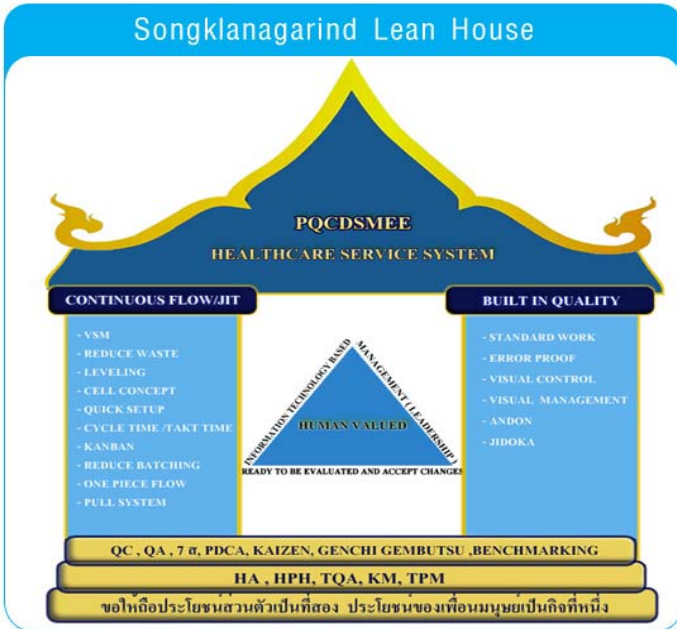 Songklanagarind Lean House
PQCDSMEE
HEALTHCARE SERVICE SYSTEM
CONTINUOUS FLOW/JIT
- VSM
- REDUCE WASTE
- LEVELING
- CELL CONCEPT
- QUICK SETUP
- CYCLE TIME /TAKT TIME
- KANBAN
- REDUCE BATCHING
- ONE PIECE FLOW
- PULL SYSTEM
INFORMATION TECHNOLOGY BASED
MANAGEMENT ( LEADERSHIP )
HUMAN VALUED
READY TO BE EVALUATED AND ACCEPT CHANGES
BUILT IN QUALITY
- STANDARD WORK
- ERROR PROOF
- VISUAL CONTROL
- VISUAL MANAGEMENT
- ANDON
- JIDOKA
QC , QA , 7 ส, PDCA, KAIZEN, GENCHI GEMBUTSU ,BENCHMARKING
HA , HPH, TQA, KM, TPM
ขอให้ถือประโยชน์ส่วนตัวเป็นที่สอง ประโยชน์ของเพื่อนมนุษย์เป็นกิจที่หนึ่ง